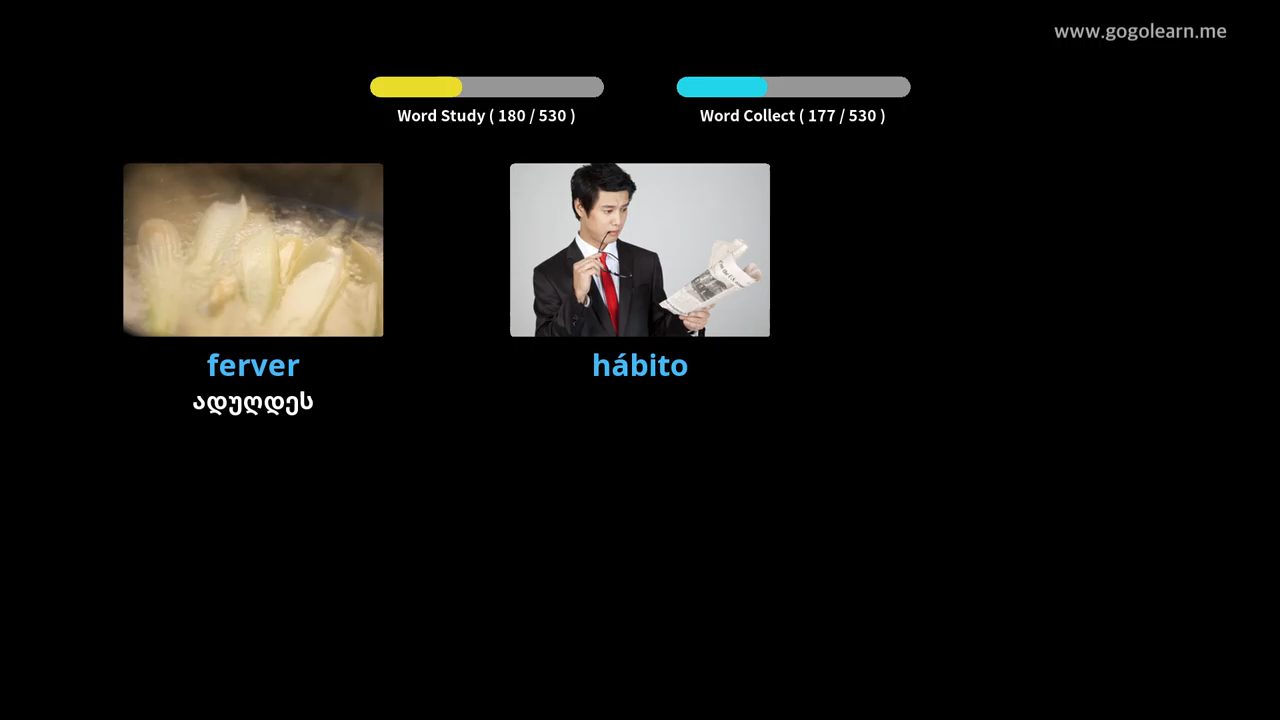 www.gogolearn.me
Word Study ( 180 / 530 )
Word Collect ( 177 / 530 )
ferver
ადუღდეს
hábito